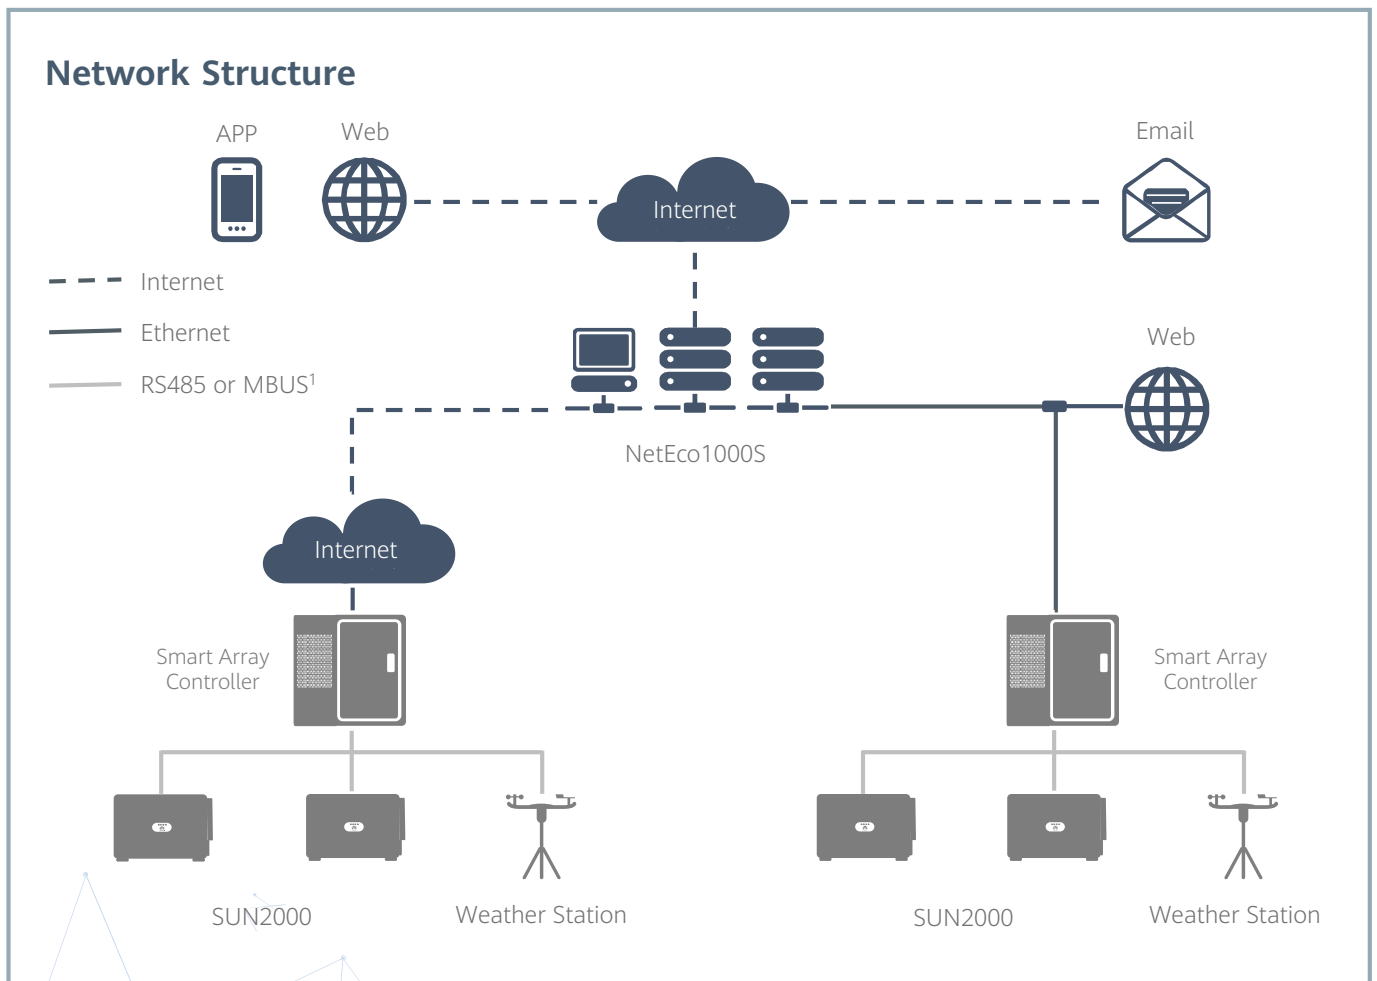 Network Structure
APP
Web
Email
Internet
Internet
Ethernet
RS485 or MBUS¹
Web
NetEco1000S
Internet
Smart Array
Controller
Smart Array
Controller
SUN2000
Weather Station
SUN2000
Weather Station